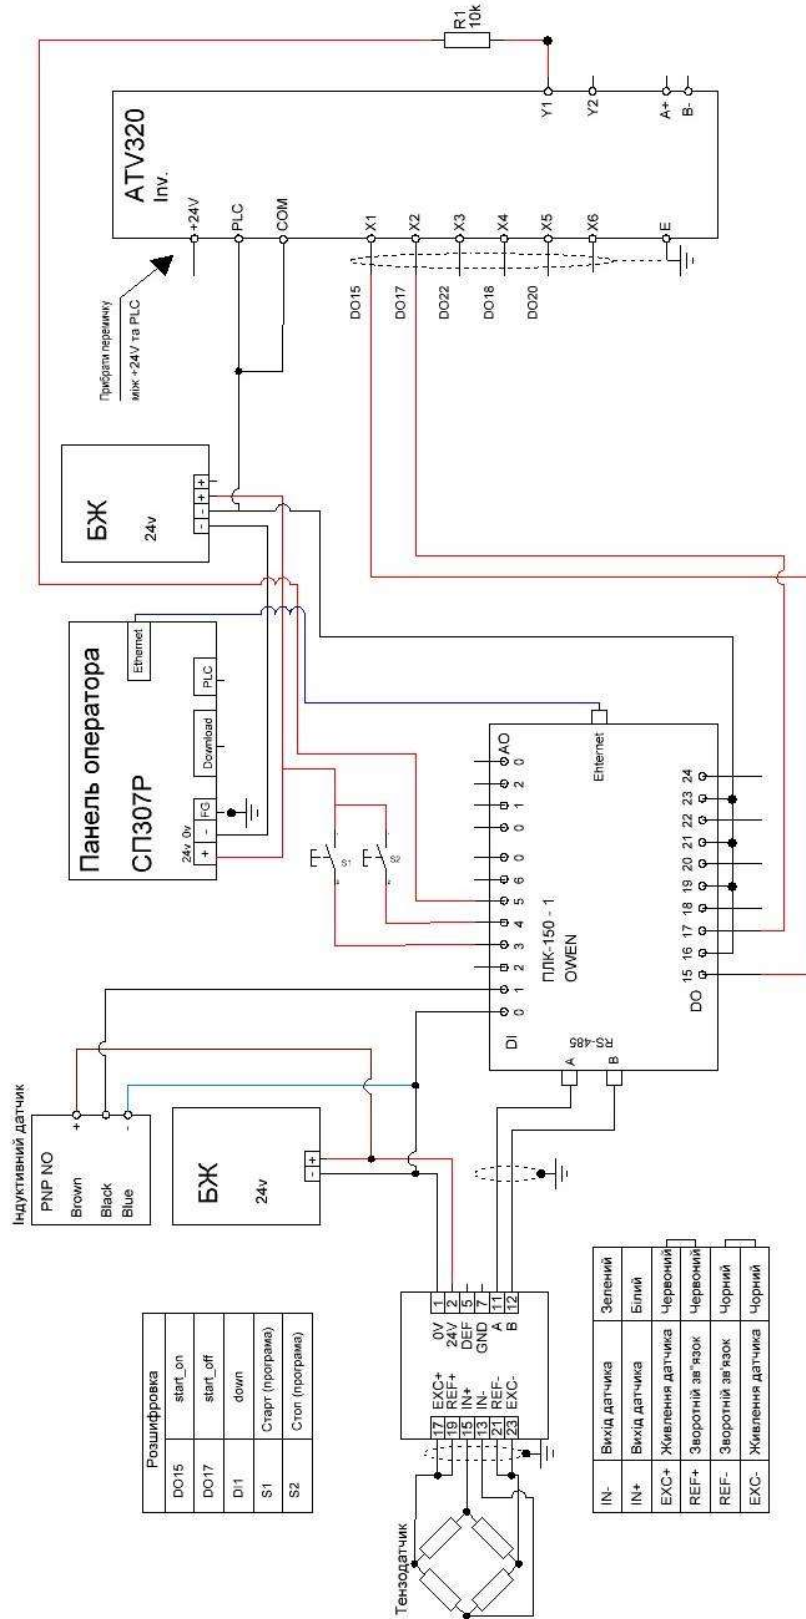 R1
10k
ATV320
Inv.
+24V
PLC
COM
X1
X2
X3
X4
X5
X6
E
Y1
Y2
A+
B-
DO15
DO17
DO22
DO18
DO20
Прибрати перемичку
між +24V та PLC
БЖ
24v
- - + +
Панель оператора
СП307Р
24v 0v
+ - FG
Download
PLC
Ethernet
S1
S2
ПЛК-150 - 1
OWEN
DI
0 1 2 3 4 5 6 0 0 1 2 0
AO
Ehternet
RS-485
A
B
DO
15 16 17 18 19 20 21 22 23 24
Індуктивний датчик
PNP NO
Brown
Black
Blue
+
-
БЖ
24v
- +
Розшифровка
DO15 start_on
DO17 start_off
DI1 down
S1 Старт (програма)
S2 Стоп (програма)
0V 1
24V 2
DEF 5
GND 7
A 11
B 12
17 EXC+
19 REF+
15 IN+
13 IN-
21 REF-
23 EXC-
Тензодатчик
IN- Вихід датчика Зелений
IN+ Вихід датчика Білий
EXC+ Живлення датчика Червоний
REF+ Зворотній зв'язок Червоний
REF- Зворотній зв'язок Чорний
EXC- Живлення датчика Чорний